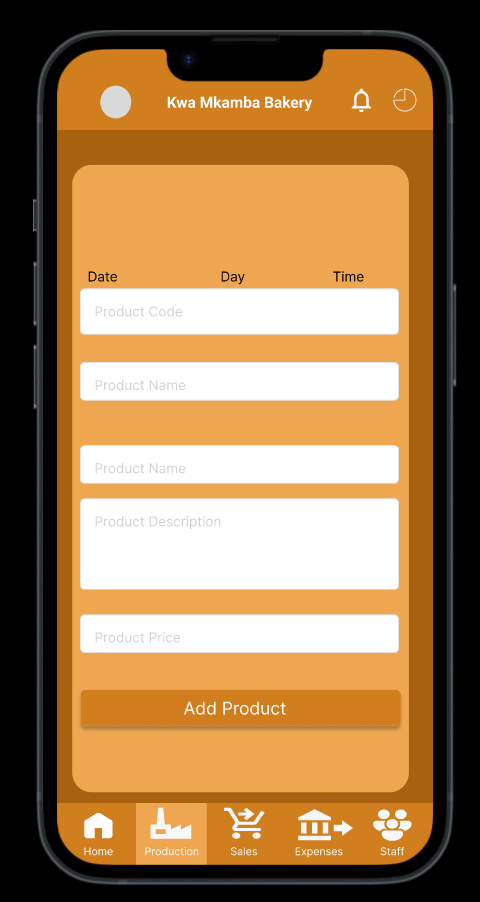 Kwa Mkamba Bakery
Date Day Time
Product Code
Product Name
Product Name
Product Description
Product Price
Add Product
Home Production Sales Expenses Staff